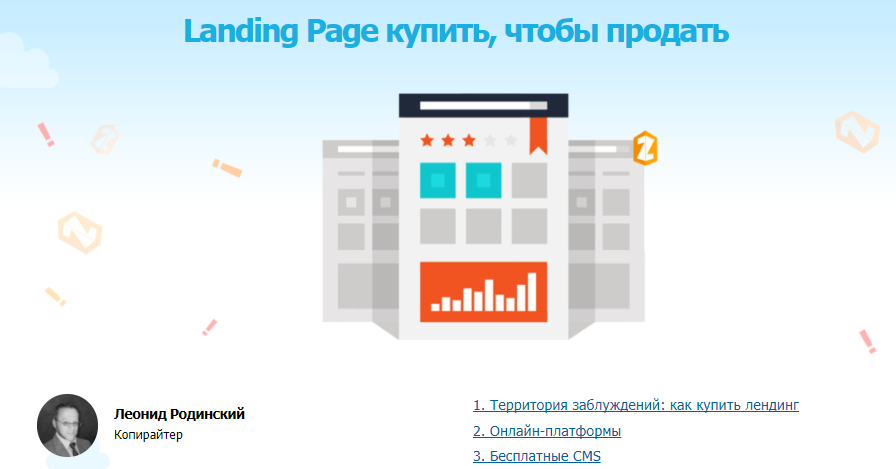 Landing Page купить, чтобы продать
Леонид Родинский
Копирайтер
1. Территория заблуждений: как купить лендинг
2. Онлайн-платформы
3. Бесплатные CMS